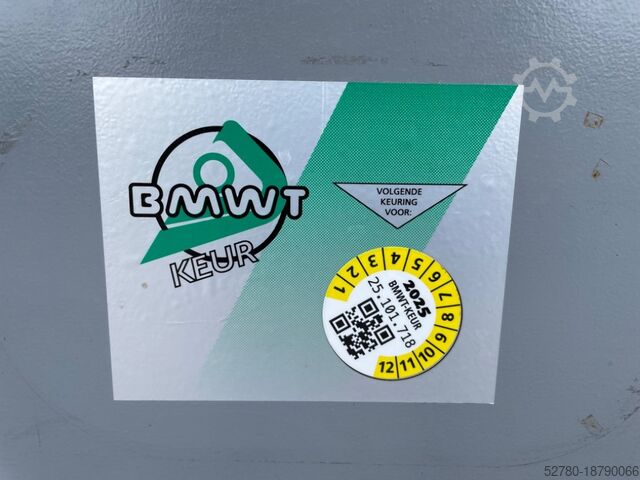 BMWT
KEUR
VOLGENDE
KEURING
VOOR:
1 2 3 4 5 6 7 8 9 10 11 12
2025
BMWT-KEUR
25.101.718
52780-18790066